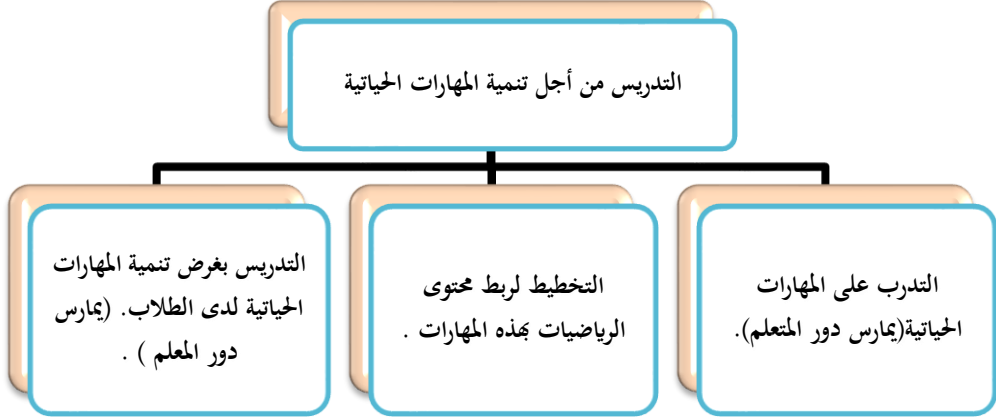 التدريس من أجل تنمية المهارات الحياتية
التدرب على المهارات
الحياتية(يمارس دور المتعلم).
التخطيط لربط محتوى
الرياضيات بهذه المهارات .
التدريس بغرض تنمية المهارات
الحياتية لدى الطلاب. (يمارس
دور المعلم ) .